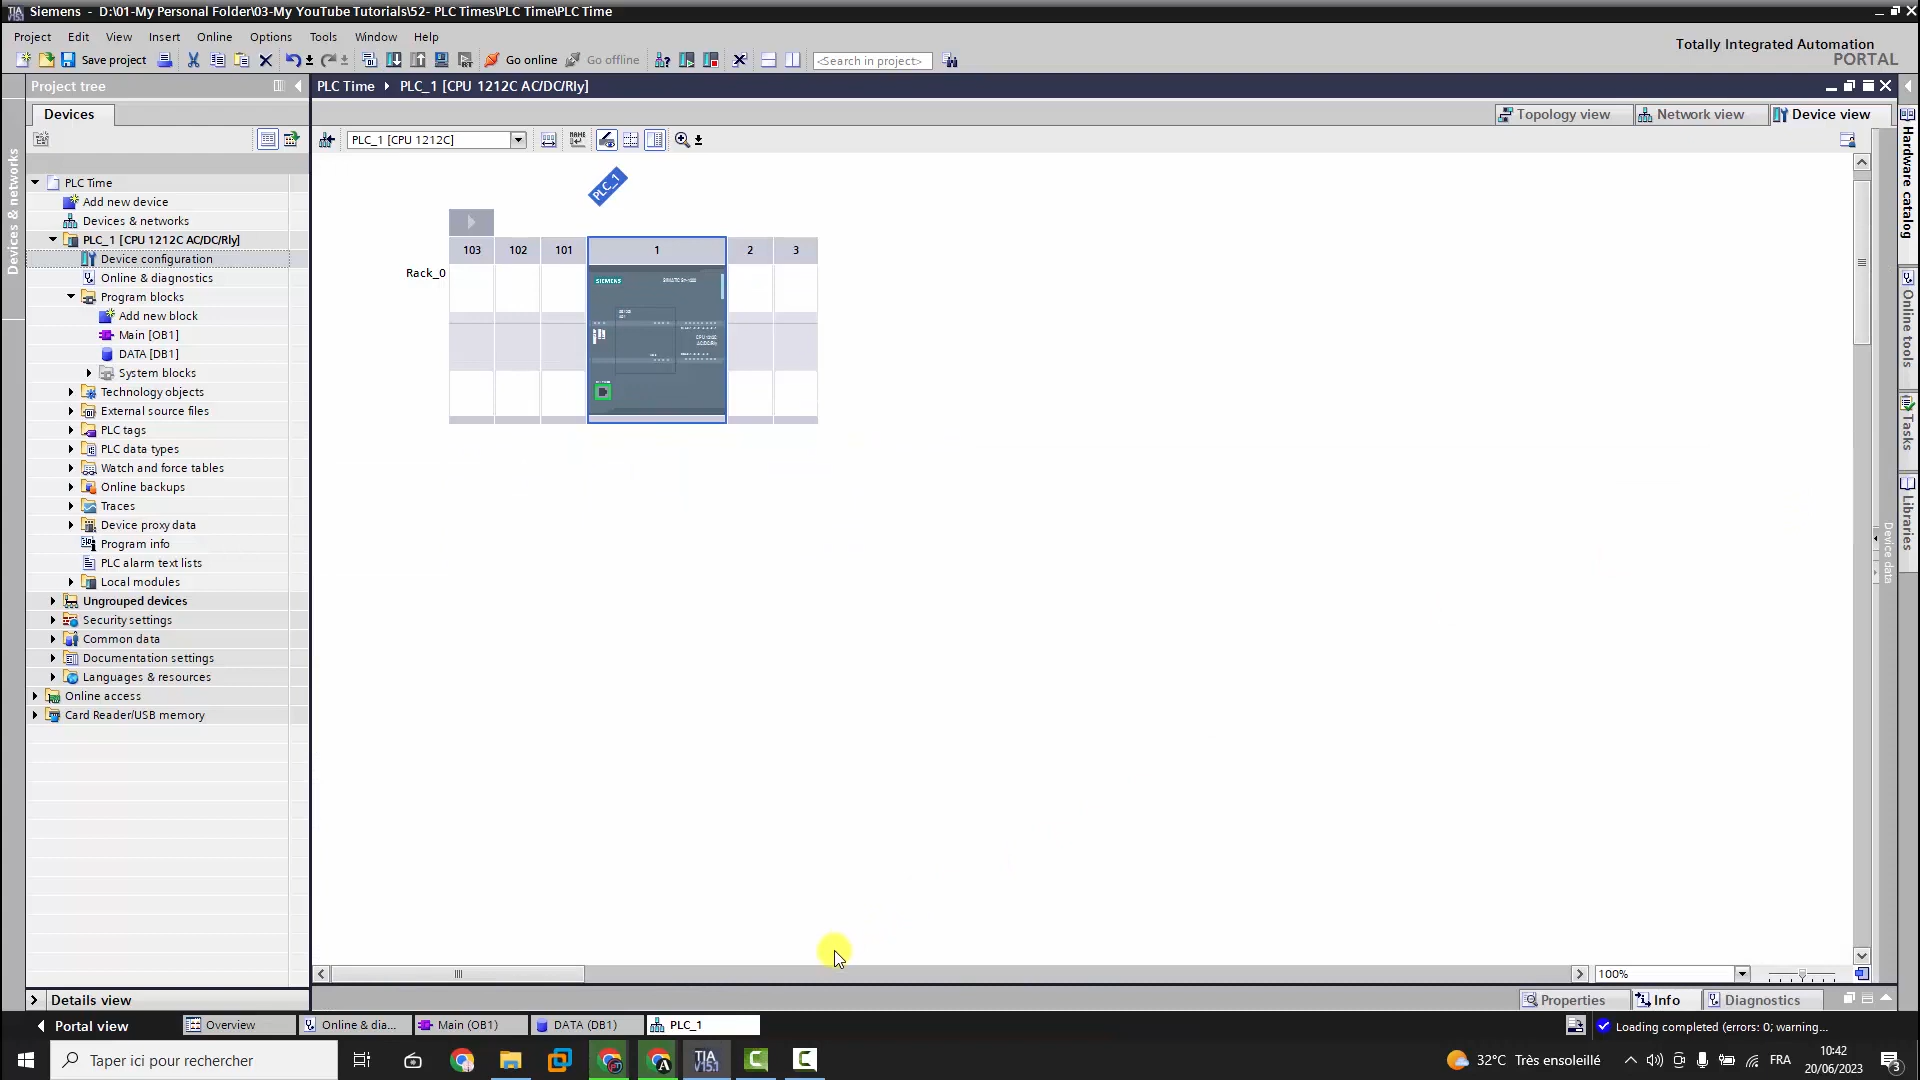 Siemens - D:\01-My Personal Folder\03-My YouTube Tutorials\52- PLC Times\PLC Time\PLC Time
Project Edit View Insert Online Options Tools Window Help
Totally Integrated Automation
PORTAL
Save project
Go online
Go offline
<Search in project>
Project tree
PLC Time
PLC_1 [CPU 1212C AC/DC/Rly]
Devices
Topology view
Network view
Device view
PLC_1 [CPU 1212C]
100%
Devices & networks
PLC Time
Add new device
Devices & networks
PLC_1 [CPU 1212C AC/DC/Rly]
Device configuration
Online & diagnostics
Program blocks
Add new block
Main [OB1]
DATA [DB1]
System blocks
Technology objects
External source files
PLC tags
PLC data types
Watch and force tables
Online backups
Traces
Device proxy data
Program info
PLC alarm text lists
Local modules
Ungrouped devices
Security settings
Common data
Documentation settings
Languages & resources
Online access
Card Reader/USB memory
PLC_1
103 102 101 1 2 3
Rack_0
SIEMENS
Hardware catalog
Online tools
Tasks
Libraries
Device data
Details view
Properties
Info
Diagnostics
Portal view
Overview
Online & dia...
Main (OB1)
DATA (DB1)
PLC_1
Loading completed (errors: 0; warning...
Taper ici pour rechercher
TIA
V15.1
32°C Très ensoleillé
FRA
10:42
20/06/2023
3